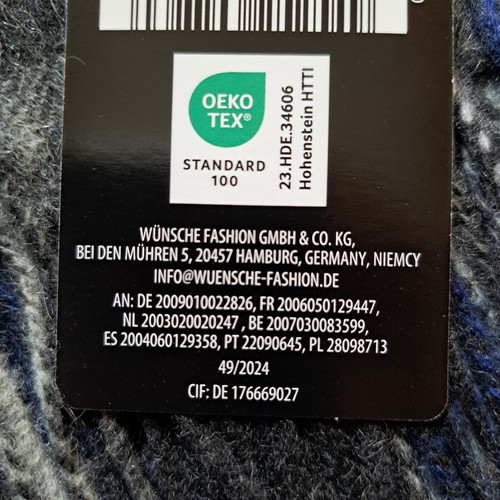 OEKO
TEX®
STANDARD
100
23.HDE.34606
Hohenstein HTTI
WÜNSCHE FASHION GMBH & CO. KG,
BEI DEN MÜHREN 5, 20457 HAMBURG, GERMANY, NIEMCY
INFO@WUENSCHE-FASHION.DE
AN: DE 2009010022826, FR 2006050129447,
NL 2003020020247 , BE 2007030083599,
ES 2004060129358, PT 22090645, PL 28098713
49/2024
CIF: DE 176669027